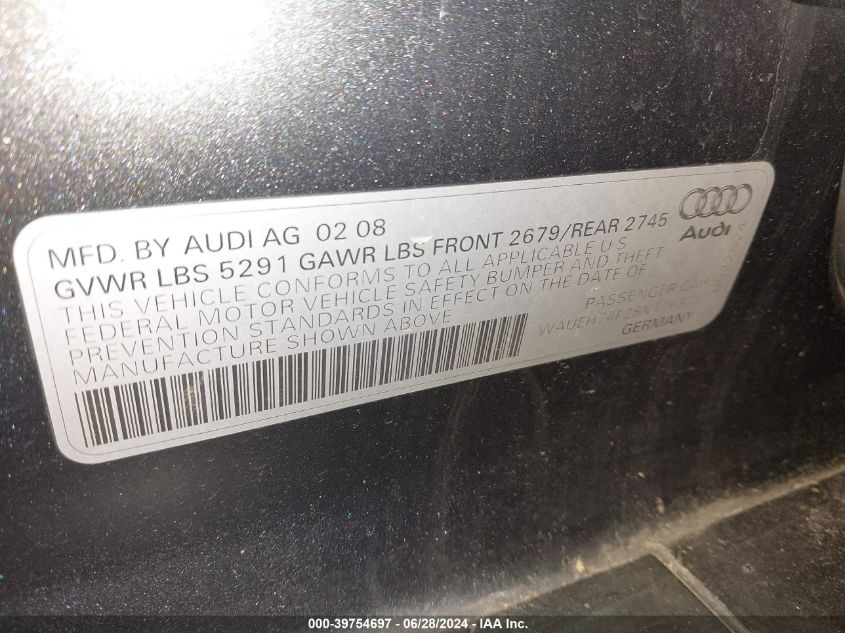 MFD. BY AUDI AG 02 08
GVWR LBS 5291 GAWR LBS FRONT 2679/REAR 2745
THIS VEHICLE CONFORMS TO ALL APPLICABLE U S
FEDERAL MOTOR VEHICLE SAFETY BUMPER AND THEFT
PREVENTION STANDARDS IN EFFECT ON THE DATE OF
MANUFACTURE SHOWN ABOVE
Audi
PASSENGER CAR
GERMANY
000-39754697 - 06/28/2024 - IAAI.com